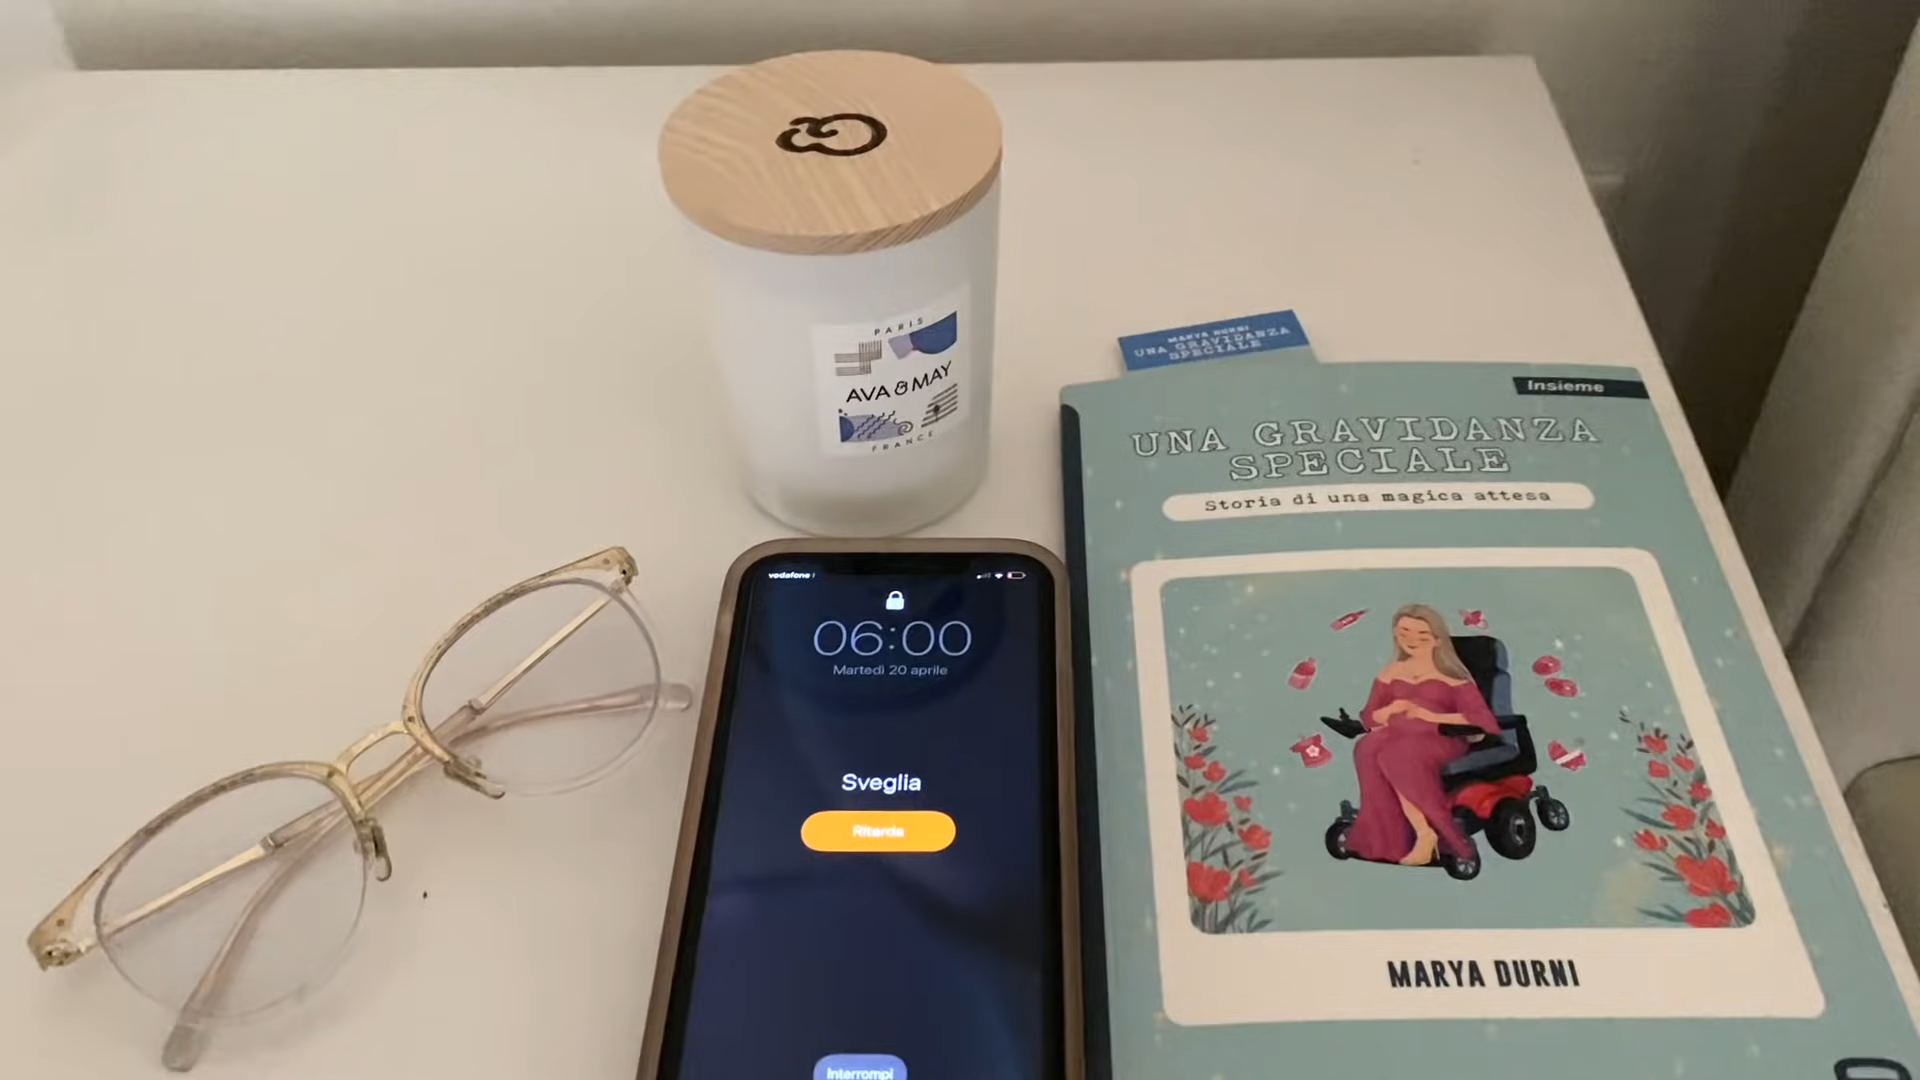 PARIS
AVA & MAY
FRANCE
MARYA DURNI
UNA GRAVIDANZA
SPECIALE
Insieme
UNA GRAVIDANZA
SPECIALE
Storia di una magica attesa
MARYA DURNI
vodafone
06:00
Martedì 20 aprile
Sveglia
Ritarda
Interrompi